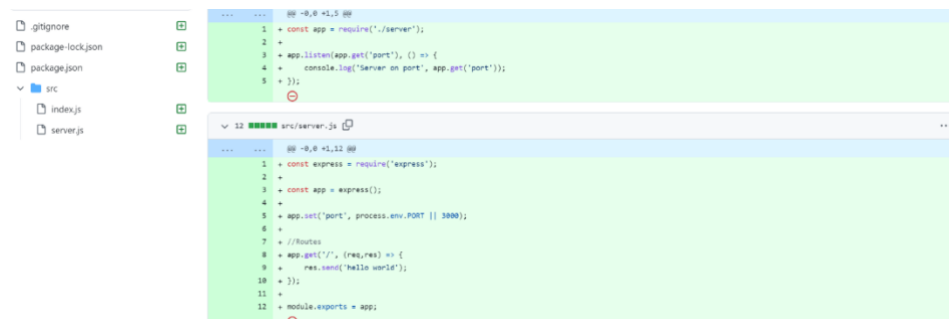 .gitignore
package-lock.json
package.json
src
index.js
server.js
... ... @@ -0,0 +1,5 @@
1 + const app = require('./server');
2 +
3 + app.listen(app.get('port'), () => {
4 + console.log('Server on port', app.get('port'));
5 + });
12 src/server.js
... ... @@ -0,0 +1,12 @@
1 + const express = require('express');
2 +
3 + const app = express();
4 +
5 + app.set('port', process.env.PORT || 3000);
6 +
7 + //Routes
8 + app.get('/', (req,res) => {
9 + res.send('hello world');
10 + });
11 +
12 + module.exports = app;